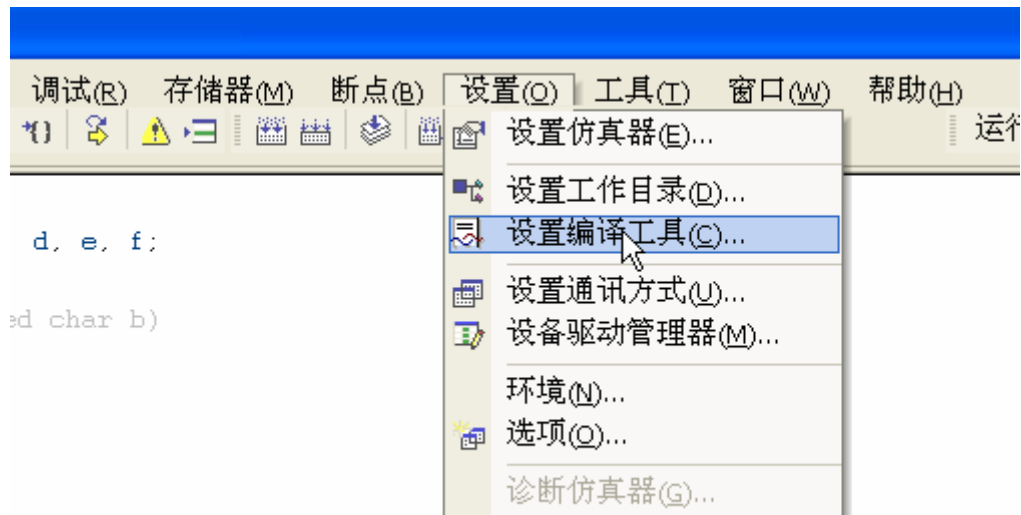 调试(R) 存储器(M) 断点(B) 设置(O) 工具(T) 窗口(W) 帮助(H)
运行
设置仿真器(E)...
设置工作目录(D)...
d, e, f;
设置编译工具(C)...
设置通讯方式(U)...
ed char b)
设备驱动管理器(M)...
环境(N)...
选项(O)...
诊断仿真器(G)...